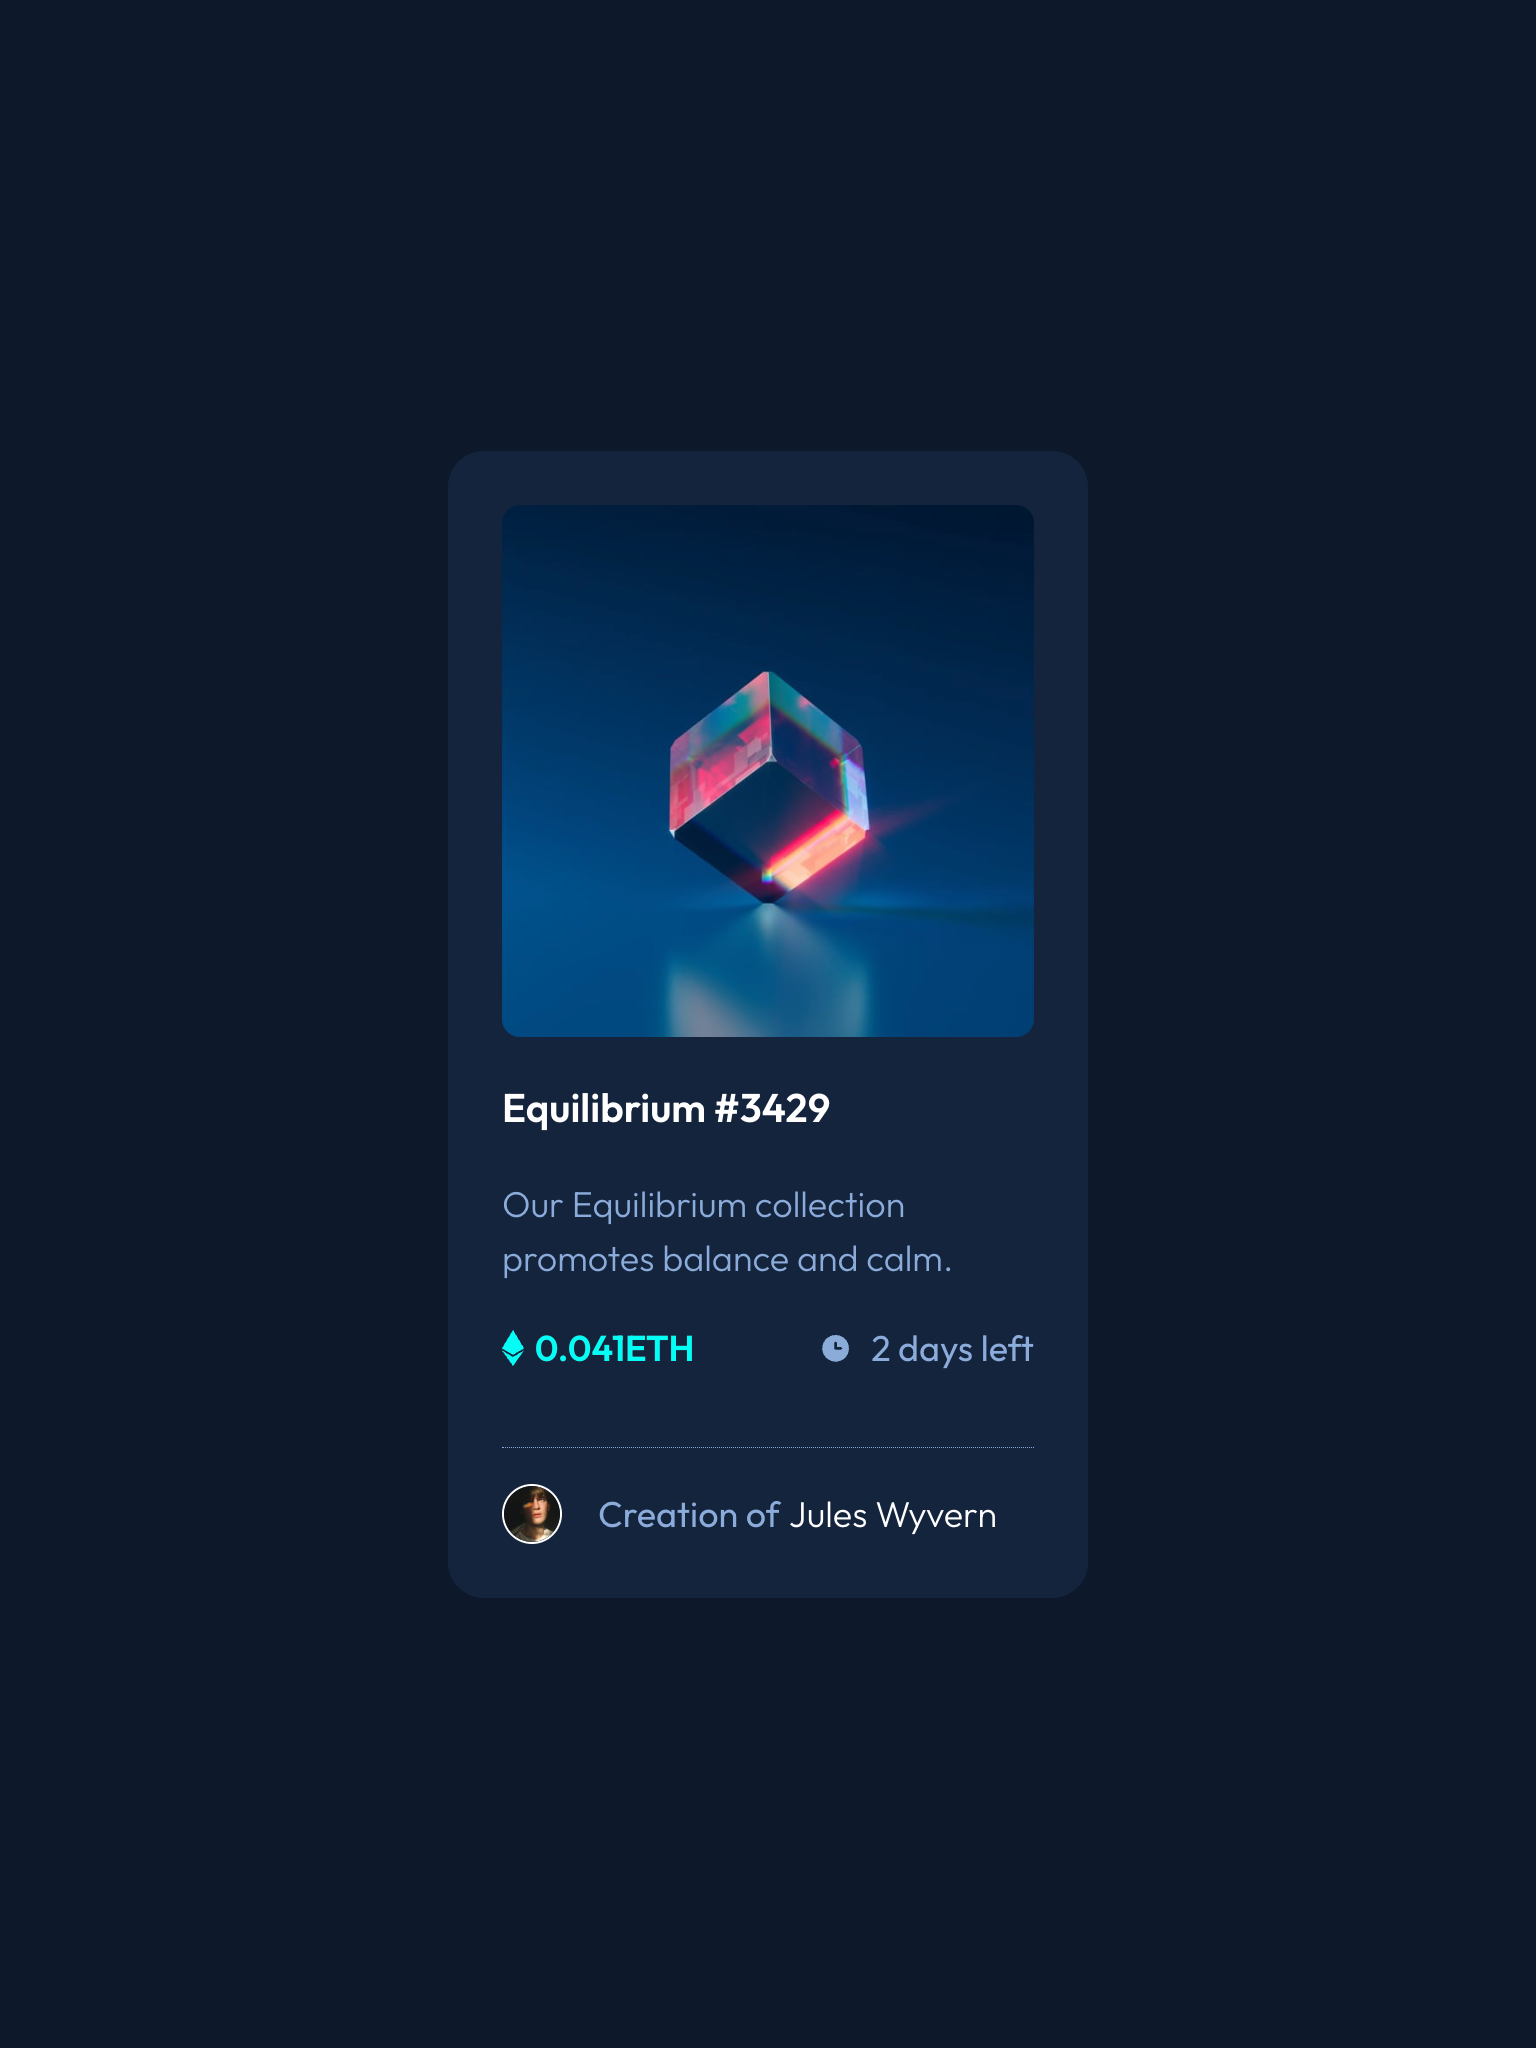 Equilibrium #3429
Our Equilibrium collection
promotes balance and calm.
0.041ETH
2 days left
Creation of Jules Wyvern